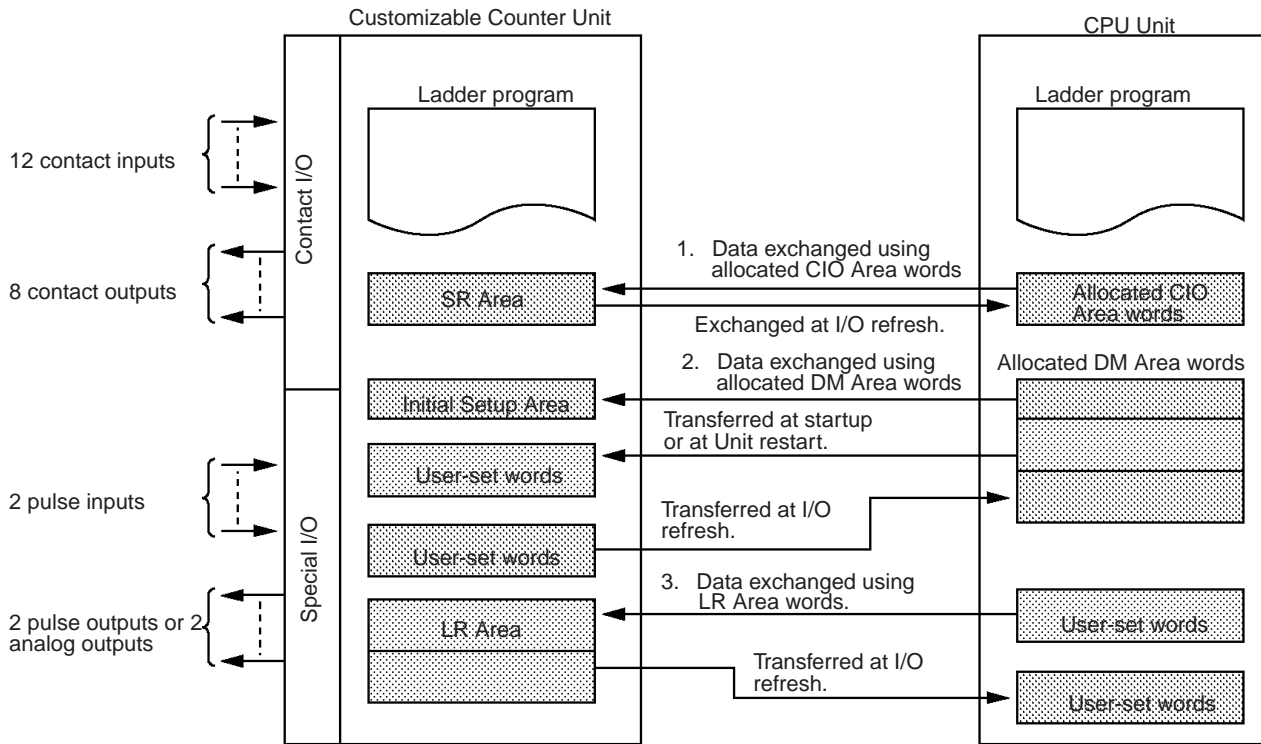 Customizable Counter Unit
CPU Unit
Ladder program
Ladder program
12 contact inputs
Contact I/O
8 contact outputs
1. Data exchanged using
allocated CIO Area words
SR Area
Allocated CIO
Area words
Exchanged at I/O refresh.
2. Data exchanged using
allocated DM Area words
Allocated DM Area words
Initial Setup Area
Transferred at startup
or at Unit restart.
User-set words
2 pulse inputs
Special I/O
Transferred at I/O
refresh.
User-set words
3. Data exchanged using
LR Area words.
2 pulse outputs or 2
analog outputs
LR Area
User-set words
Transferred at I/O
refresh.
User-set words